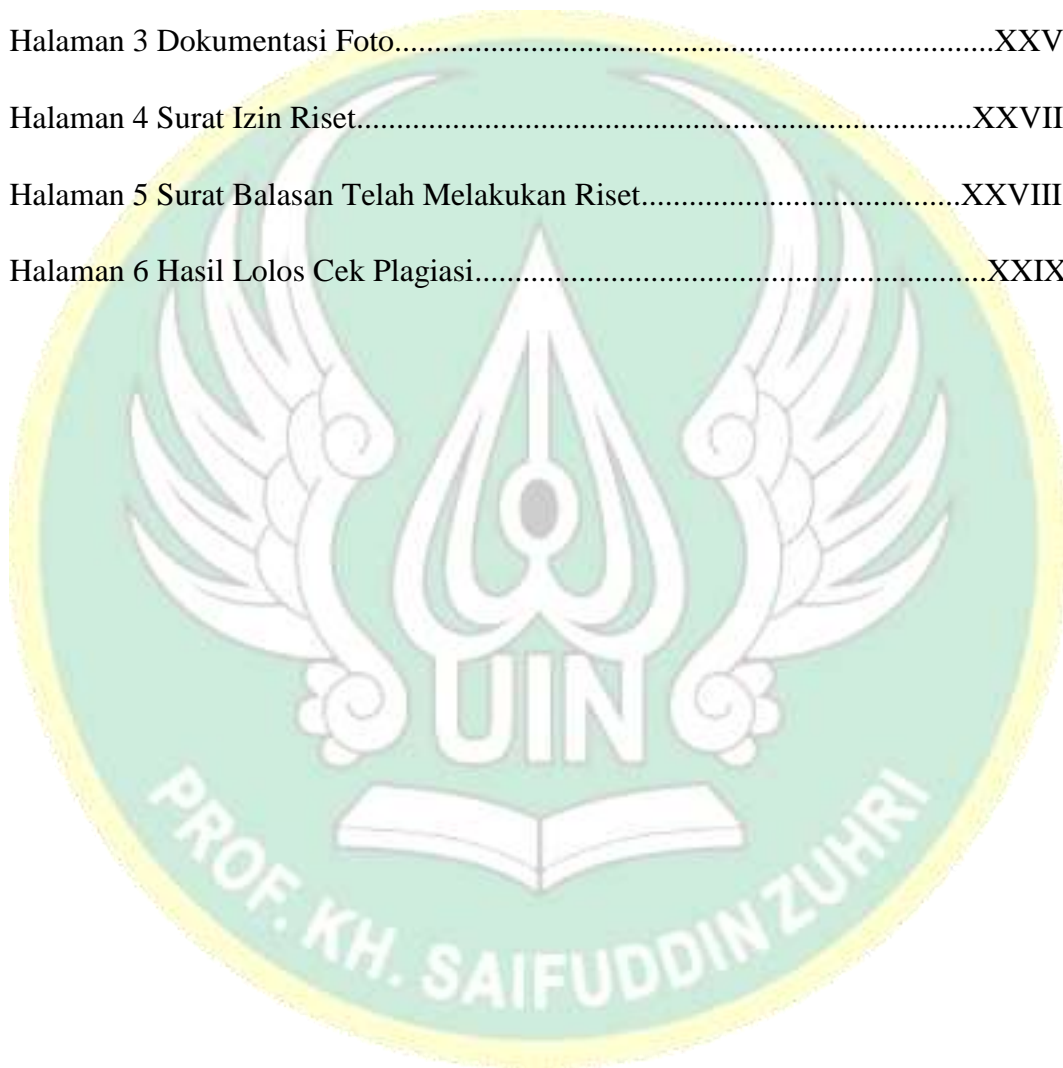 Halaman 3 Dokumentasi Foto...........................................................................XXV
Halaman 4 Surat Izin Riset.............................................................................XXVII
Halaman 5 Surat Balasan Telah Melakukan Riset........................................XXVIII
Halaman 6 Hasil Lolos Cek Plagiasi................................................................XXIX
UIN
PROF. KH. SAIFUDDIN ZUHRI